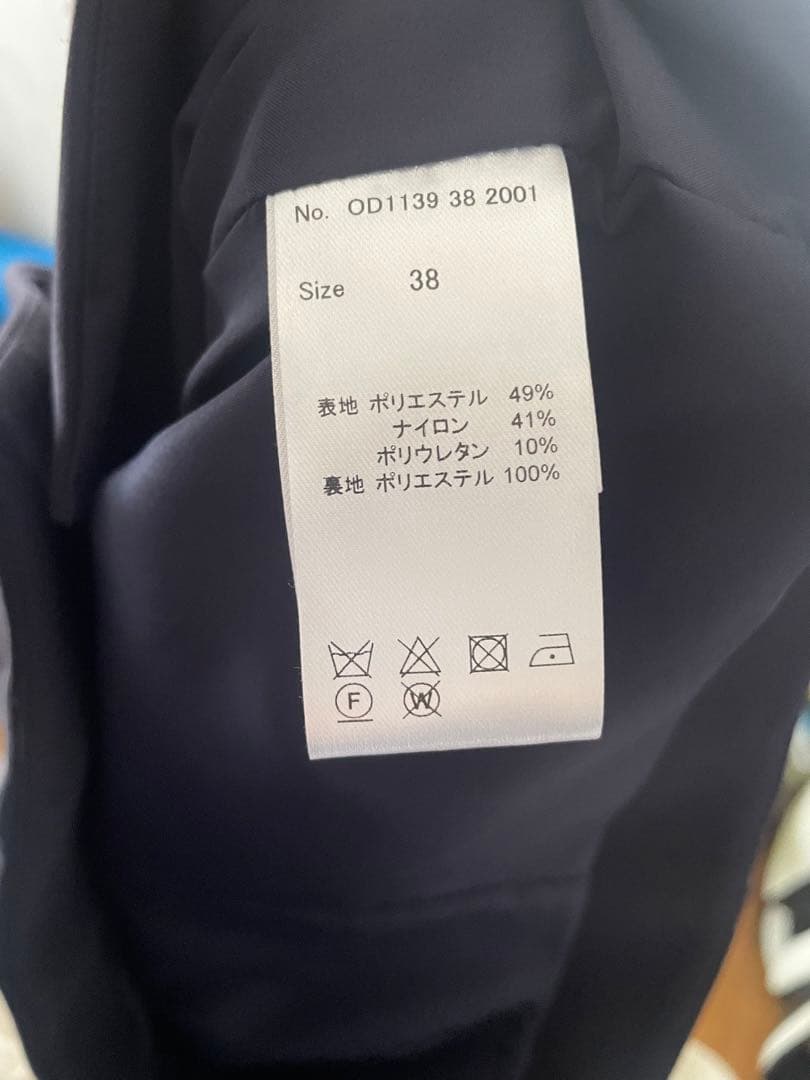 No. OD1139 38 2001
Size 38
表地 ポリエステル 49%
ナイロン 41%
ポリウレタン 10%
裏地 ポリエステル 100%
F W